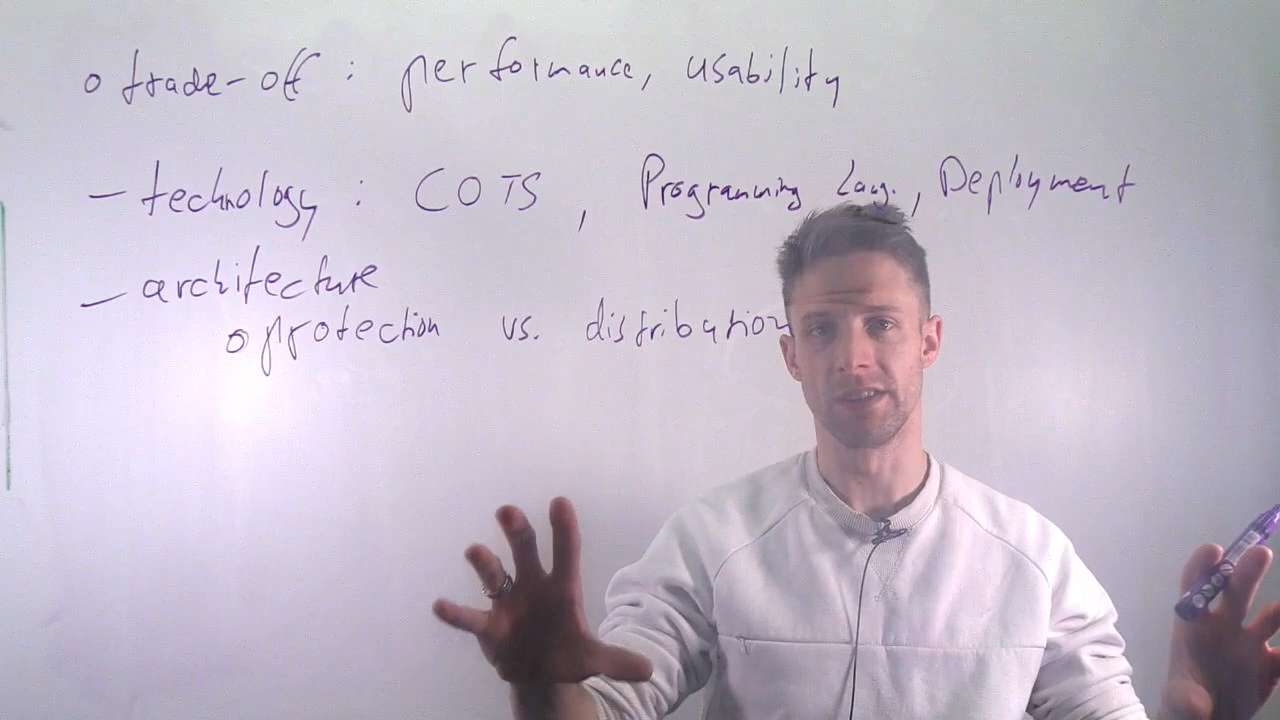 o trade-off : performance, usability
- technology : COTS , Programming Lang., Deployment
- architecture
o protection vs. distribution